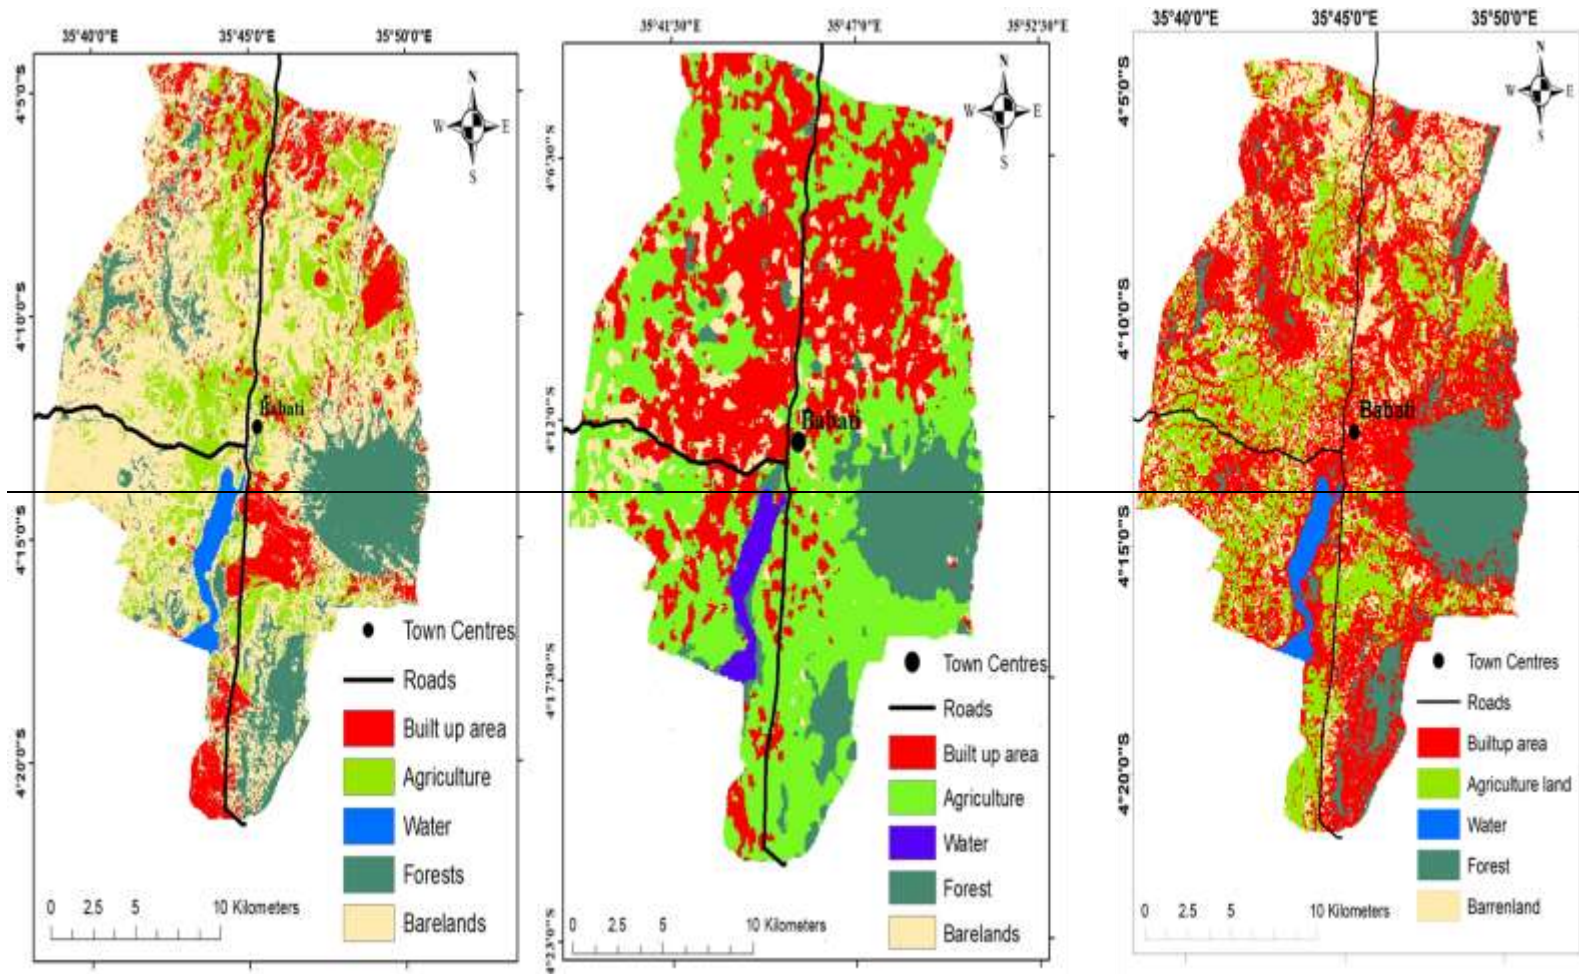 35°40'0"E 35°45'0"E 35°50'0"E
4°5'0"S
4°10'0"S
4°15'0"S
4°20'0"S
N
W E
S
Babati
Town Centres
Roads
Built up area
Agriculture
Water
Forests
Barelands
0 2.5 5 10 Kilometers
35°41'30"E 35°47'0"E 35°52'30"E
4°6'30"S
4°12'0"S
4°17'30"S
4°23'0"S
N
W E
S
Babati
Town Centres
Roads
Built up area
Agriculture
Water
Forest
Barelands
0 2.5 5 10 Kilometers
35°40'0"E 35°45'0"E 35°50'0"E
4°5'0"S
4°10'0"S
4°15'0"S
4°20'0"S
N
W E
S
Babati
Town Centres
Roads
Builtup area
Agriculture land
Water
Forest
Barrenland
0 2.5 5 10 Kilometers